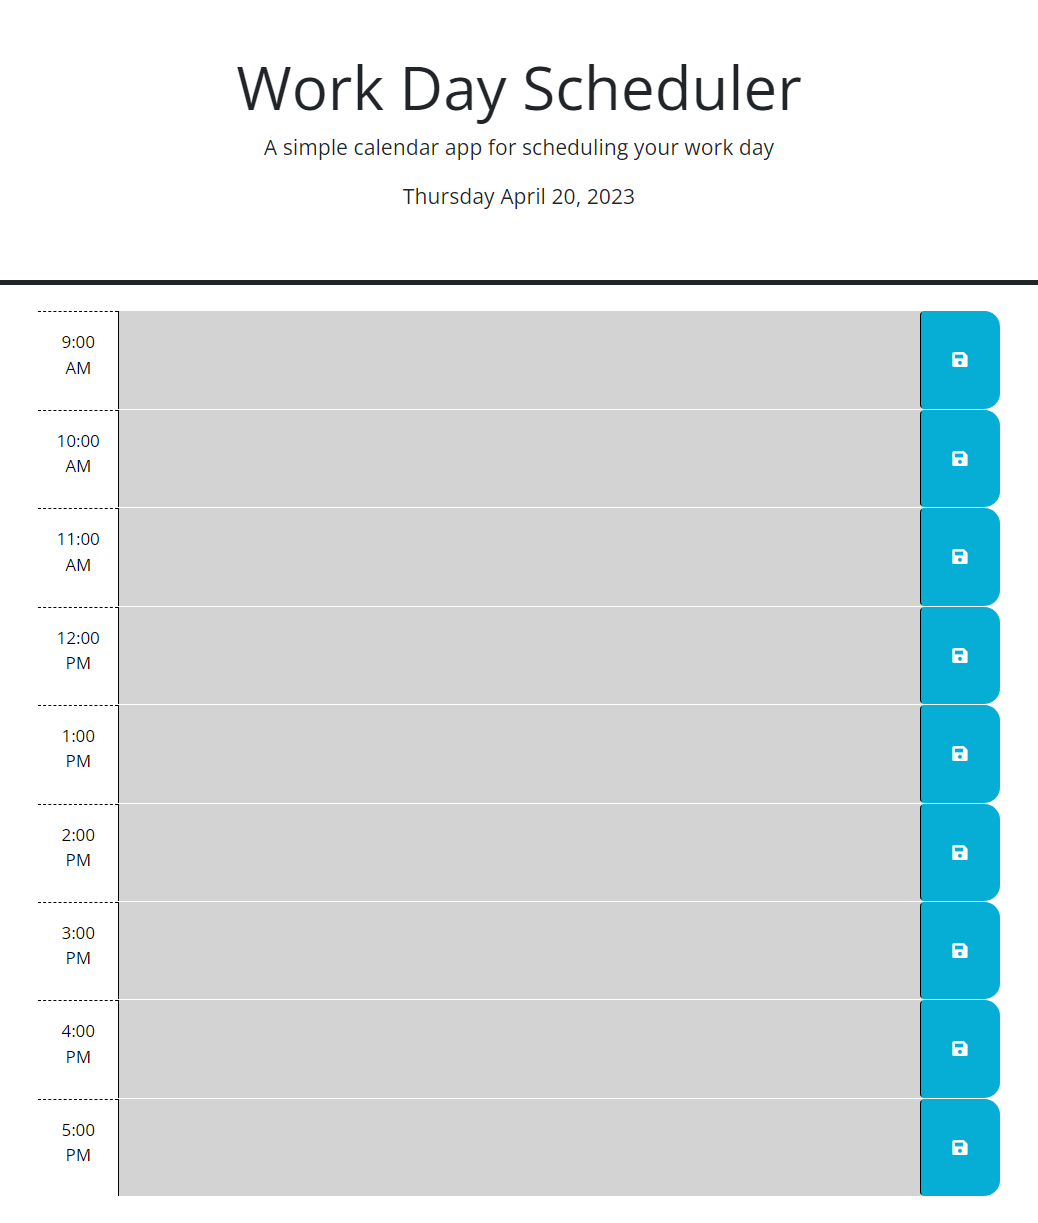 Work Day Scheduler
A simple calendar app for scheduling your work day
Thursday April 20, 2023
9:00
AM
10:00
AM
11:00
AM
12:00
PM
1:00
PM
2:00
PM
3:00
PM
4:00
PM
5:00
PM